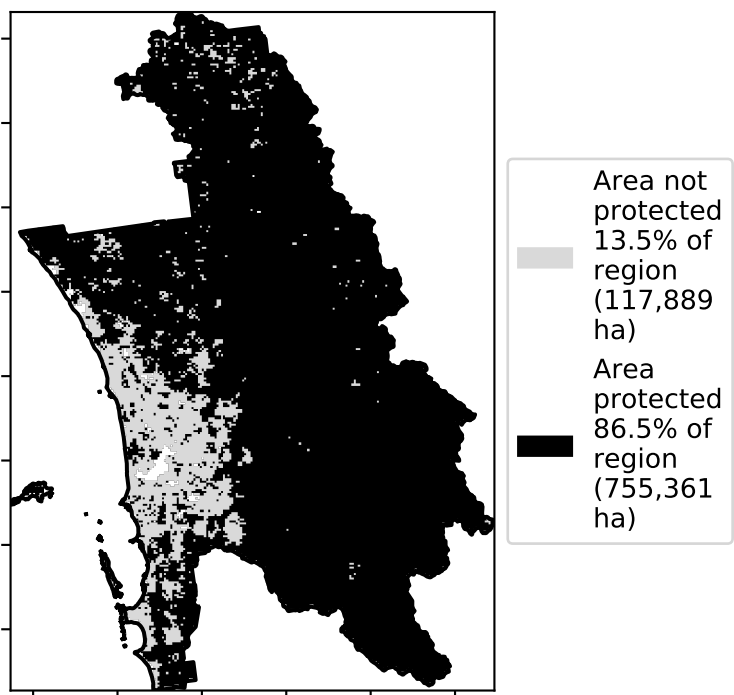 Area not
protected
13.5% of
region
(117,889
ha)
Area
protected
86.5% of
region
(755,361
ha)